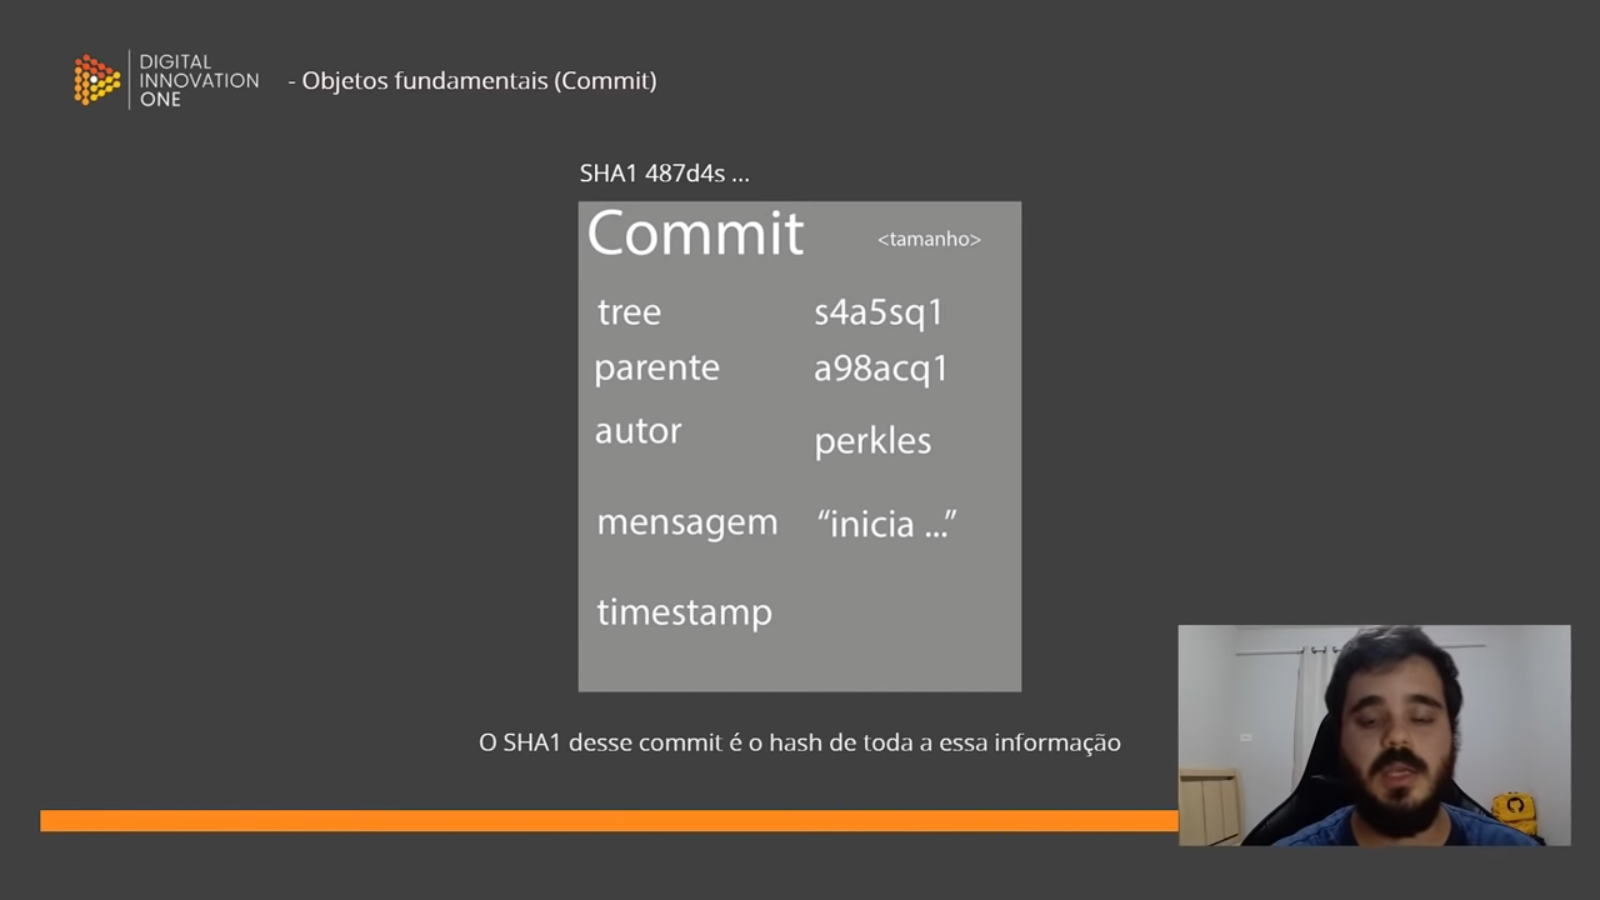 DIGITAL
INNOVATION
ONE
- Objetos fundamentais (Commit)
SHA1 487d4s ...
Commit <tamanho>
tree s4a5sq1
parente a98acq1
autor perkles
mensagem “inicia ...”
timestamp
O SHA1 desse commit é o hash de toda a essa informação